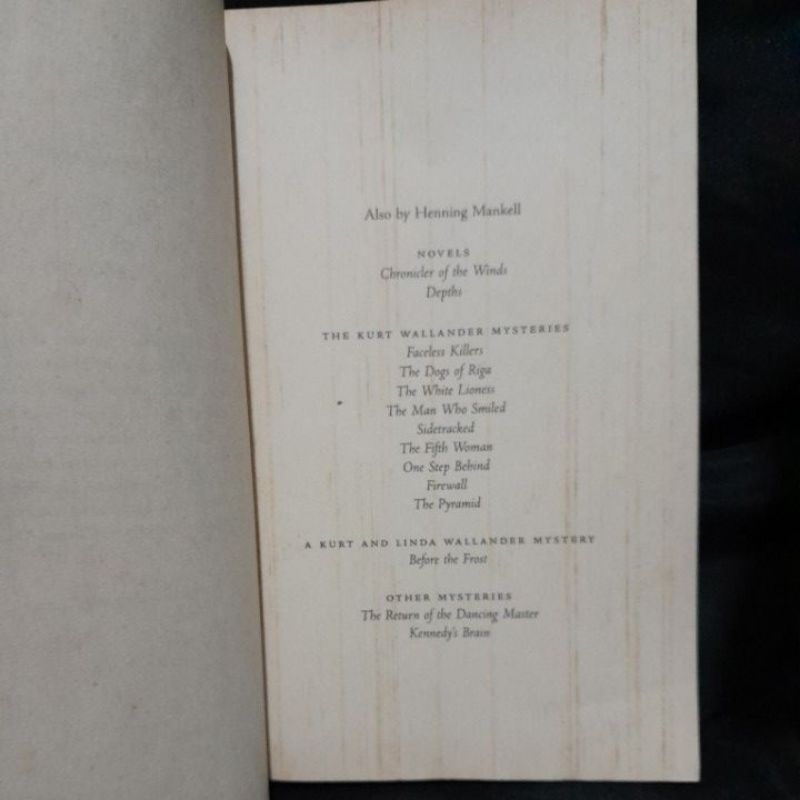 Also by Henning Mankell
NOVELS
Chronicler of the Winds
Depths
THE KURT WALLANDER MYSTERIES
Faceless Killers
The Dogs of Riga
The White Lioness
The Man Who Smiled
Sidetracked
The Fifth Woman
One Step Behind
Firewall
The Pyramid
A KURT AND LINDA WALLANDER MYSTERY
Before the Frost
OTHER MYSTERIES
The Return of the Dancing Master
Kennedy's Brain